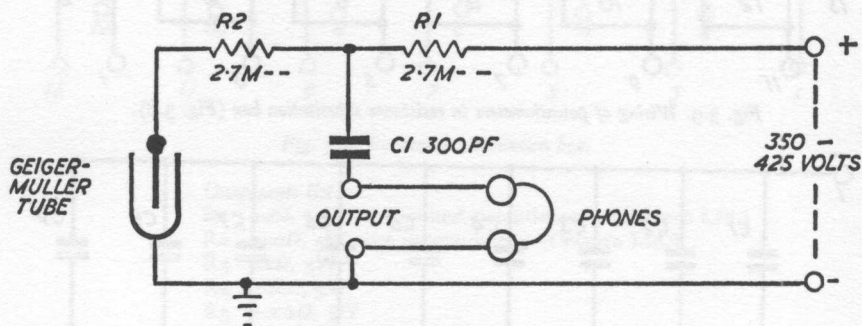 R2
R1
2·7M--
2·7M--
+
C1 300PF
350 -
425 VOLTS
GEIGER-
MULLER
TUBE
OUTPUT
PHONES
-